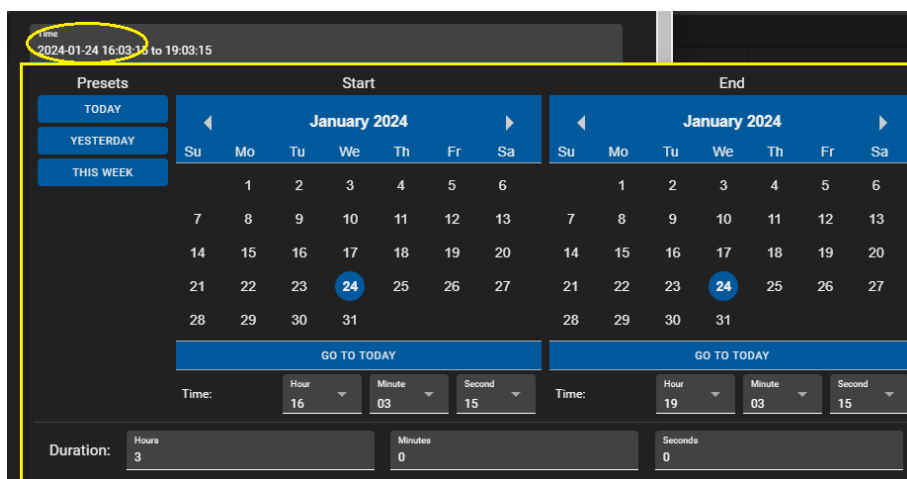 Time
2024-01-24 16:03:15 to 19:03:15
Presets
Start
End
TODAY
YESTERDAY
THIS WEEK
January 2024
Su Mo Tu We Th Fr Sa
1 2 3 4 5 6
7 8 9 10 11 12 13
14 15 16 17 18 19 20
21 22 23 24 25 26 27
28 29 30 31
GO TO TODAY
Time:
Hour
16
Minute
03
Second
15
January 2024
Su Mo Tu We Th Fr Sa
1 2 3 4 5 6
7 8 9 10 11 12 13
14 15 16 17 18 19 20
21 22 23 24 25 26 27
28 29 30 31
GO TO TODAY
Time:
Hour
19
Minute
03
Second
15
Duration:
Hours
3
Minutes
0
Seconds
0